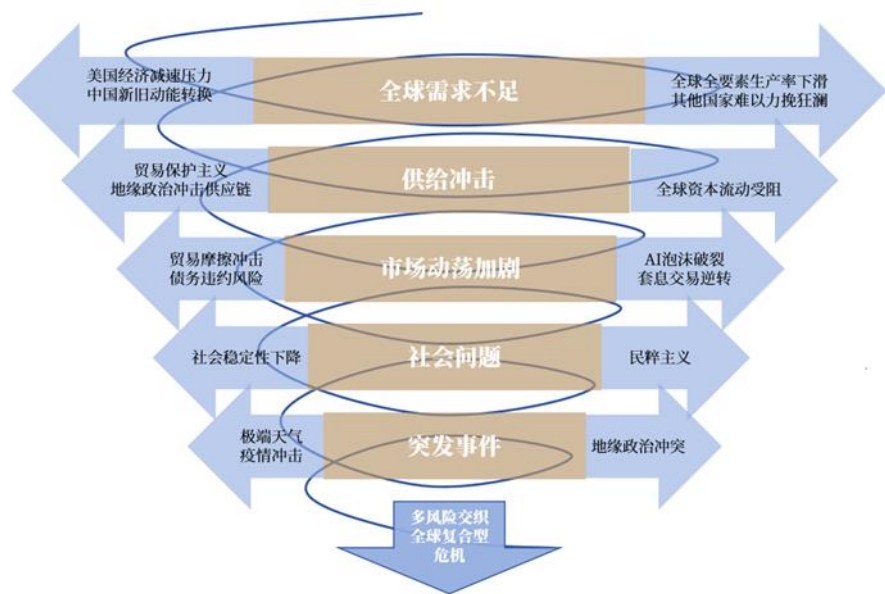 美国经济减速压力
中国新旧动能转换
全球需求不足
全球全要素生产率下滑
其他国家难以力挽狂澜
贸易保护主义
地缘政治冲击供应链
供给冲击
全球资本流动受阻
贸易摩擦冲击
债务违约风险
市场动荡加剧
AI泡沫破裂
套息交易逆转
社会稳定性下降
社会问题
民粹主义
极端天气
疫情冲击
突发事件
地缘政治冲突
多风险交织
全球复合型
危机